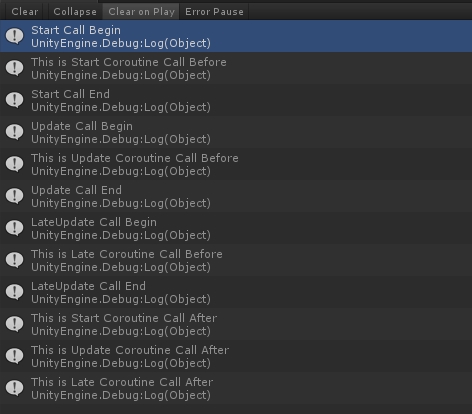 Clear Collapse Clear on Play Error Pause
Start Call Begin
UnityEngine.Debug:Log(Object)
This is Start Coroutine Call Before
UnityEngine.Debug:Log(Object)
Start Call End
UnityEngine.Debug:Log(Object)
Update Call Begin
UnityEngine.Debug:Log(Object)
This is Update Coroutine Call Before
UnityEngine.Debug:Log(Object)
Update Call End
UnityEngine.Debug:Log(Object)
LateUpdate Call Begin
UnityEngine.Debug:Log(Object)
This is Late Coroutine Call Before
UnityEngine.Debug:Log(Object)
LateUpdate Call End
UnityEngine.Debug:Log(Object)
This is Start Coroutine Call After
UnityEngine.Debug:Log(Object)
This is Update Coroutine Call After
UnityEngine.Debug:Log(Object)
This is Late Coroutine Call After
UnityEngine.Debug:Log(Object)